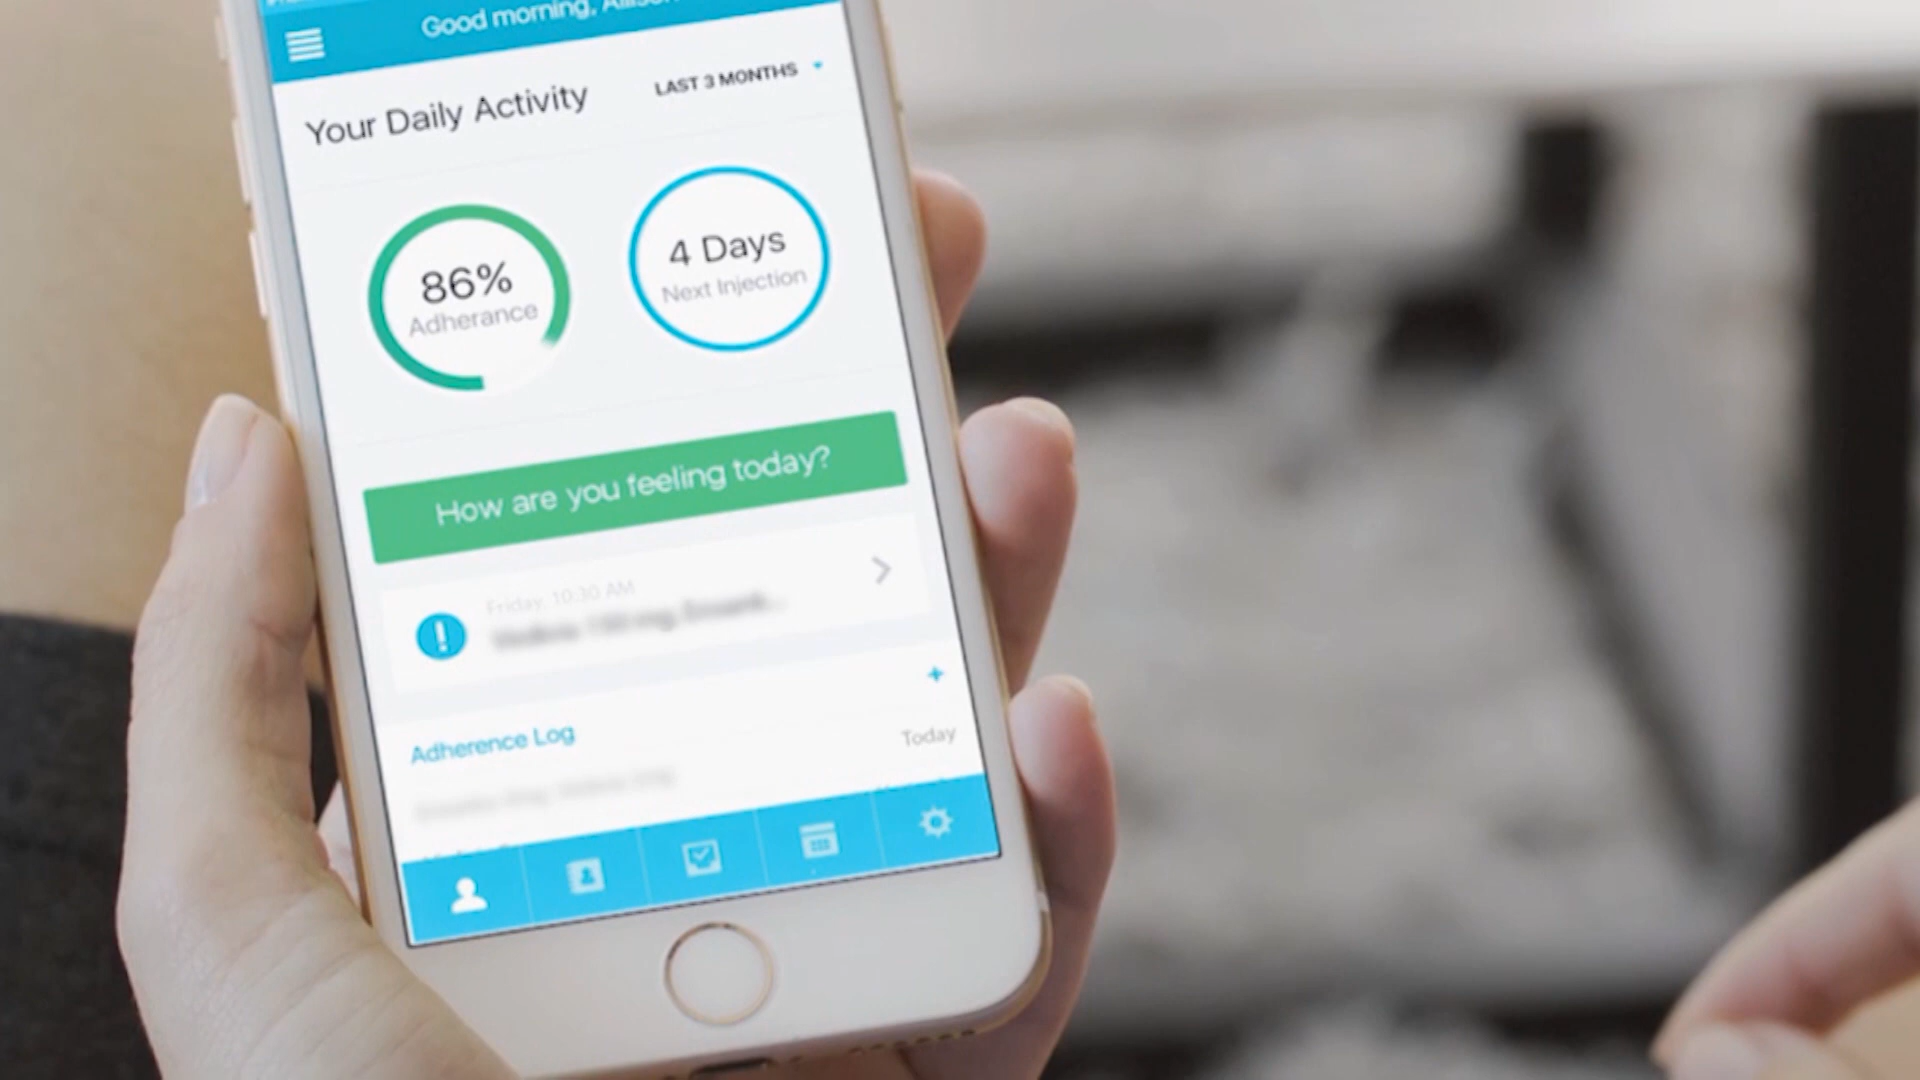 Good morning,
Your Daily Activity
LAST 3 MONTHS
86%
Adherance
4 Days
Next Injection
How are you feeling today?
Friday, 10:30 AM
Adherence Log
Today